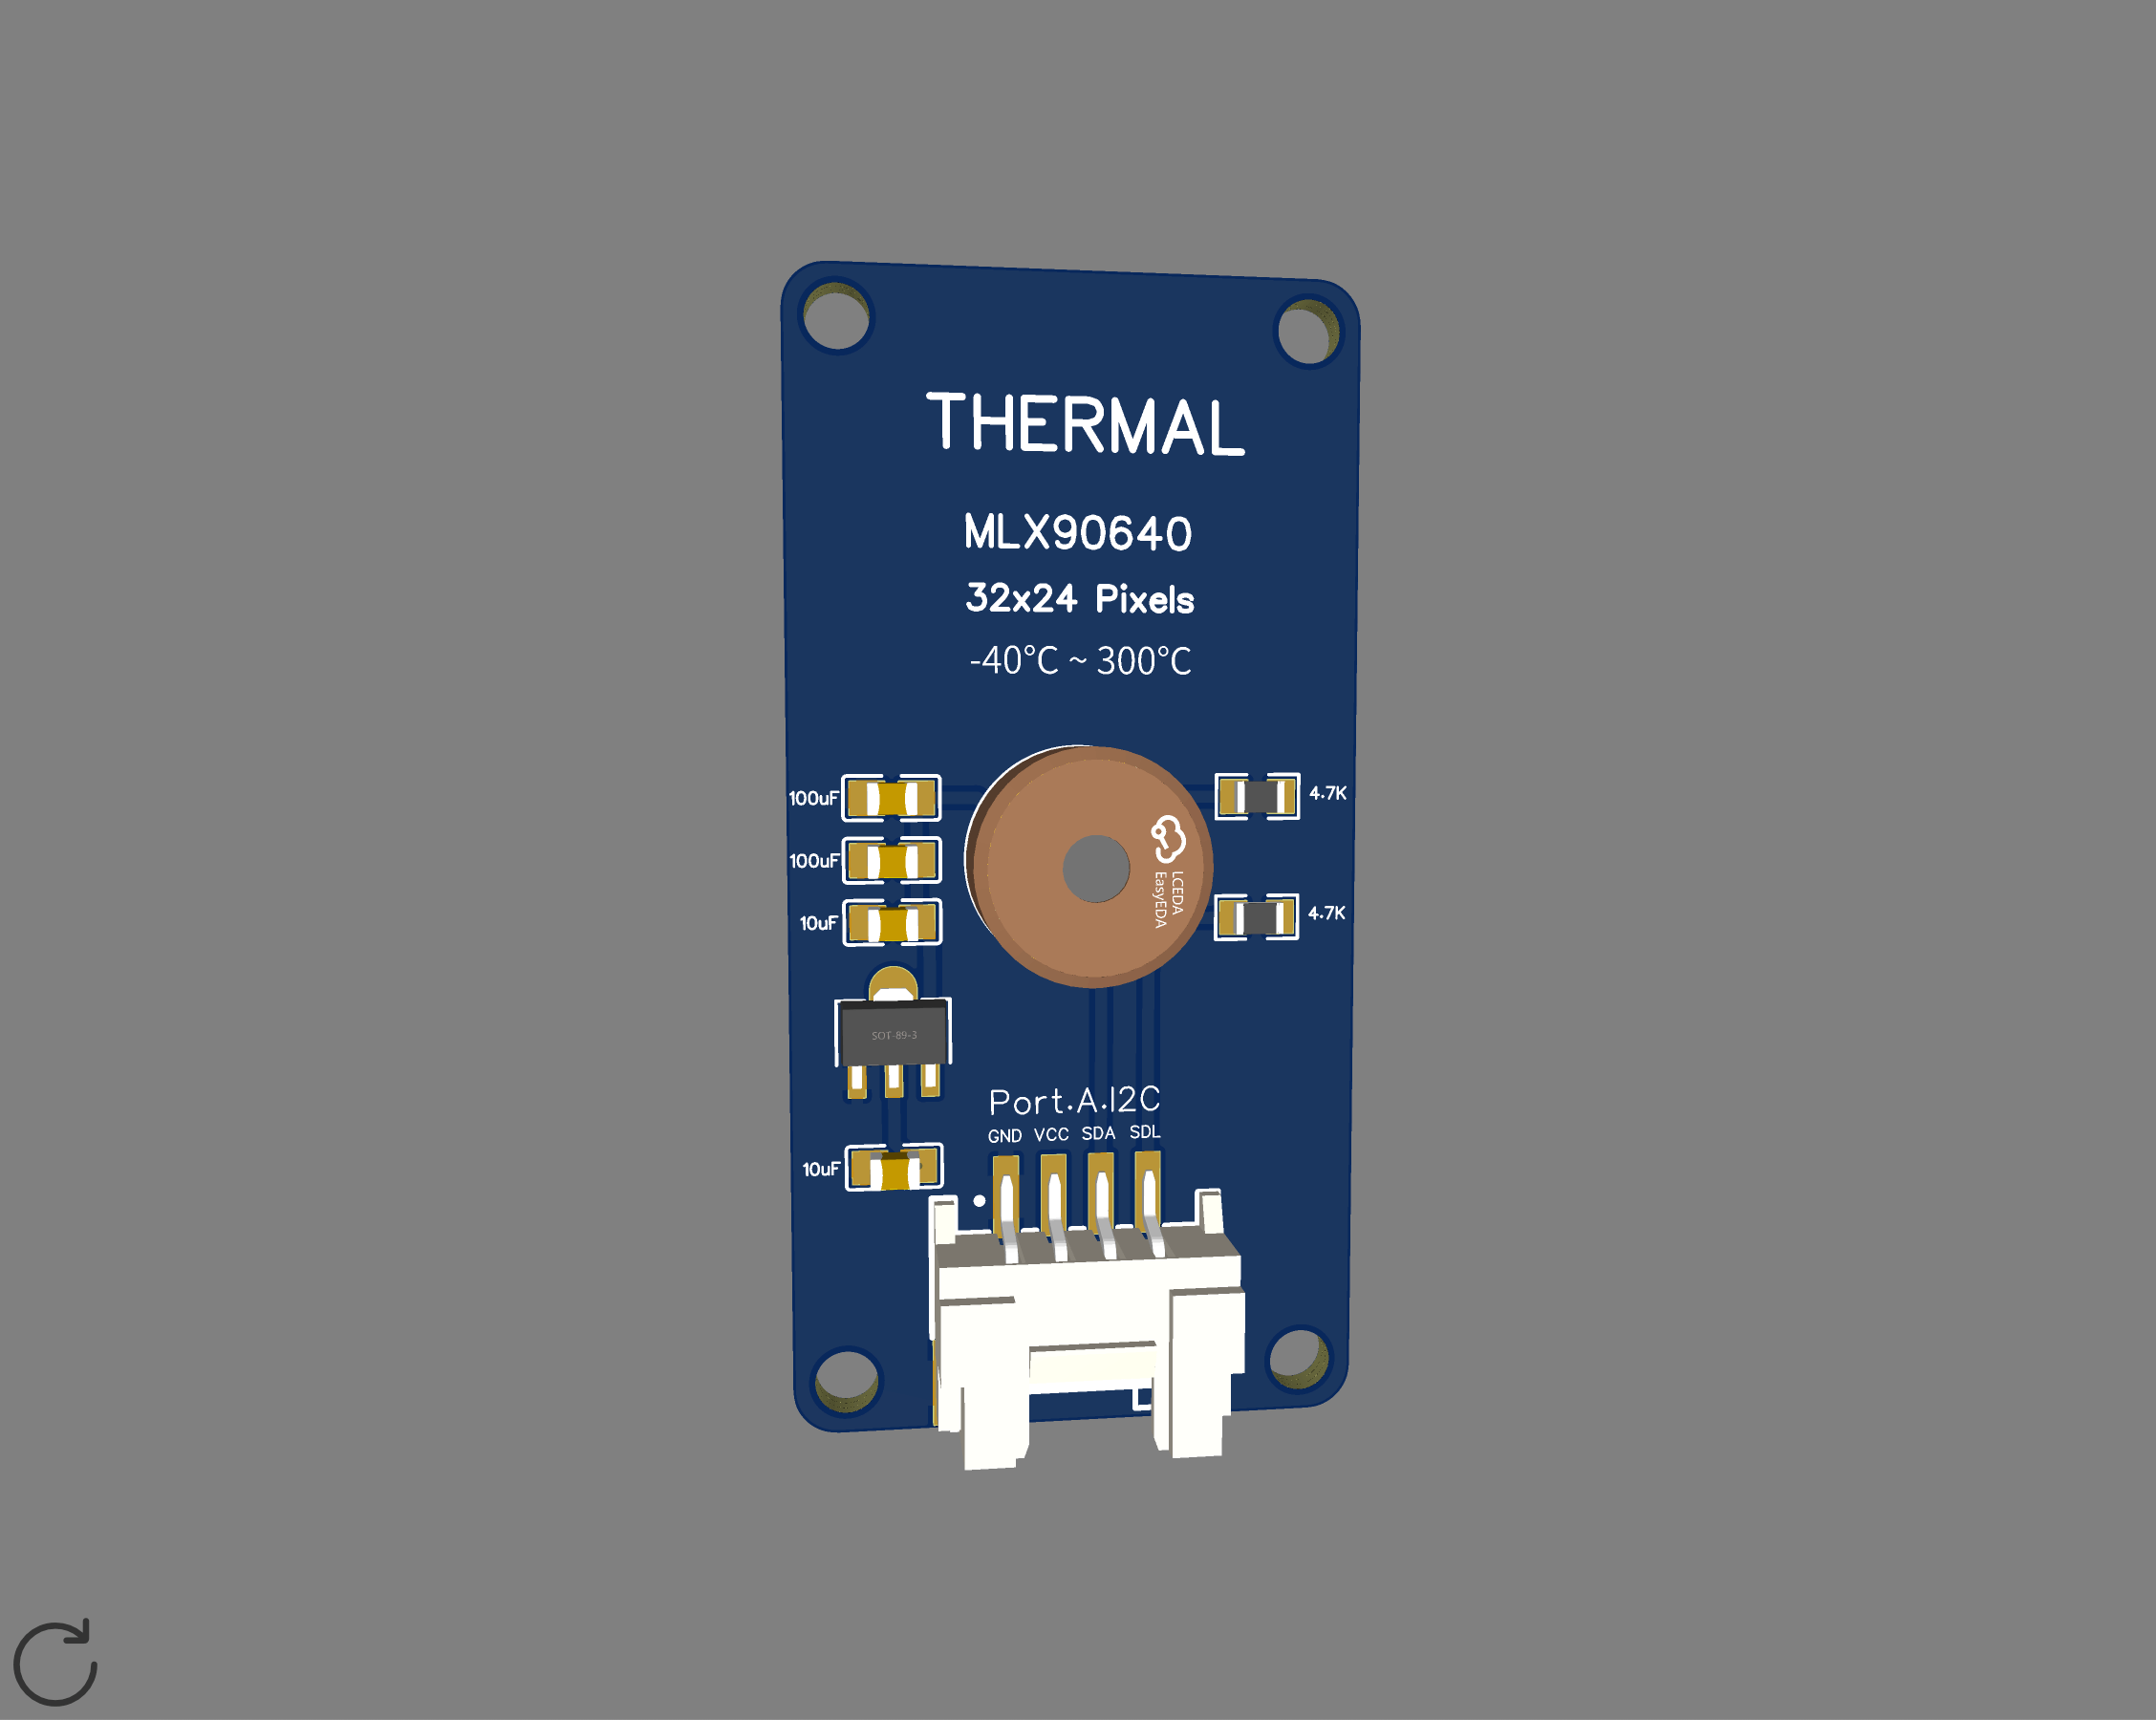 THERMAL
MLX90640
32x24 Pixels
-40°C ~ 300°C
100uF
4.7K
100uF
LCEDA
EasyEDA
10uF
4.7K
SOT-89-3
Port.A.I2C
GND VCC SDA SDL
10uF